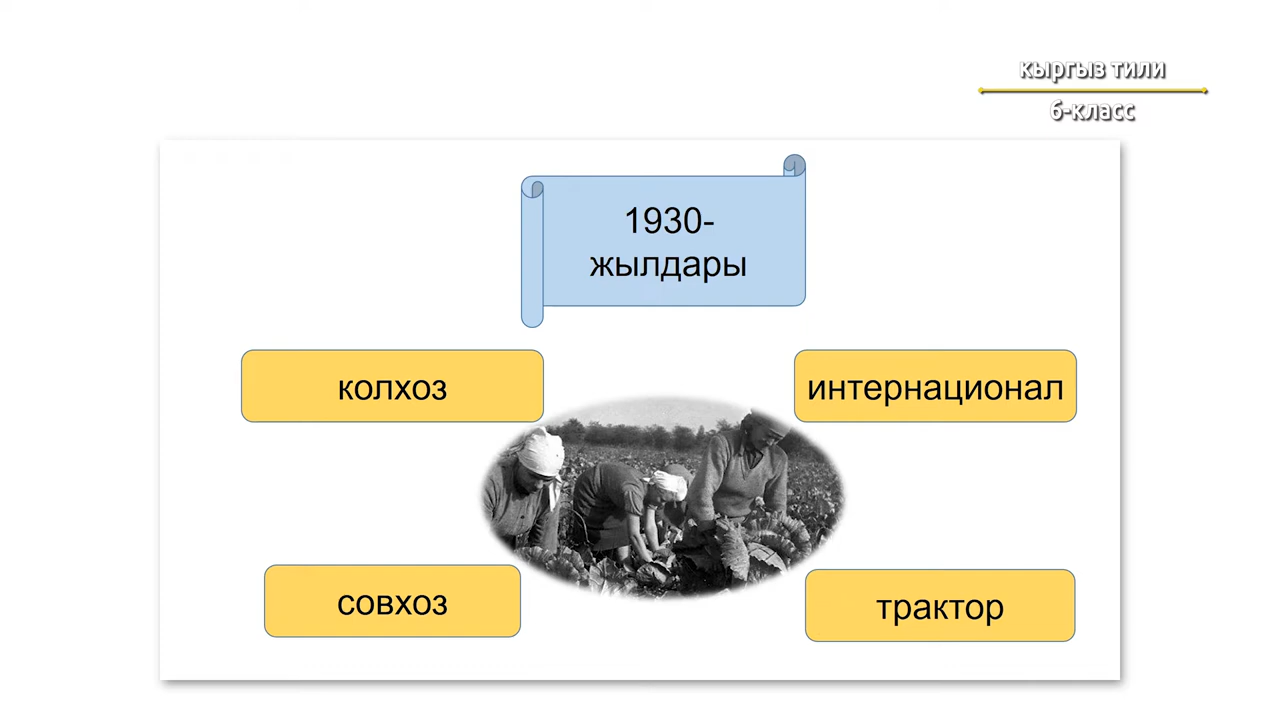 кыргыз тили
6-класс
1930-
жылдары
колхоз
интернационал
совхоз
трактор